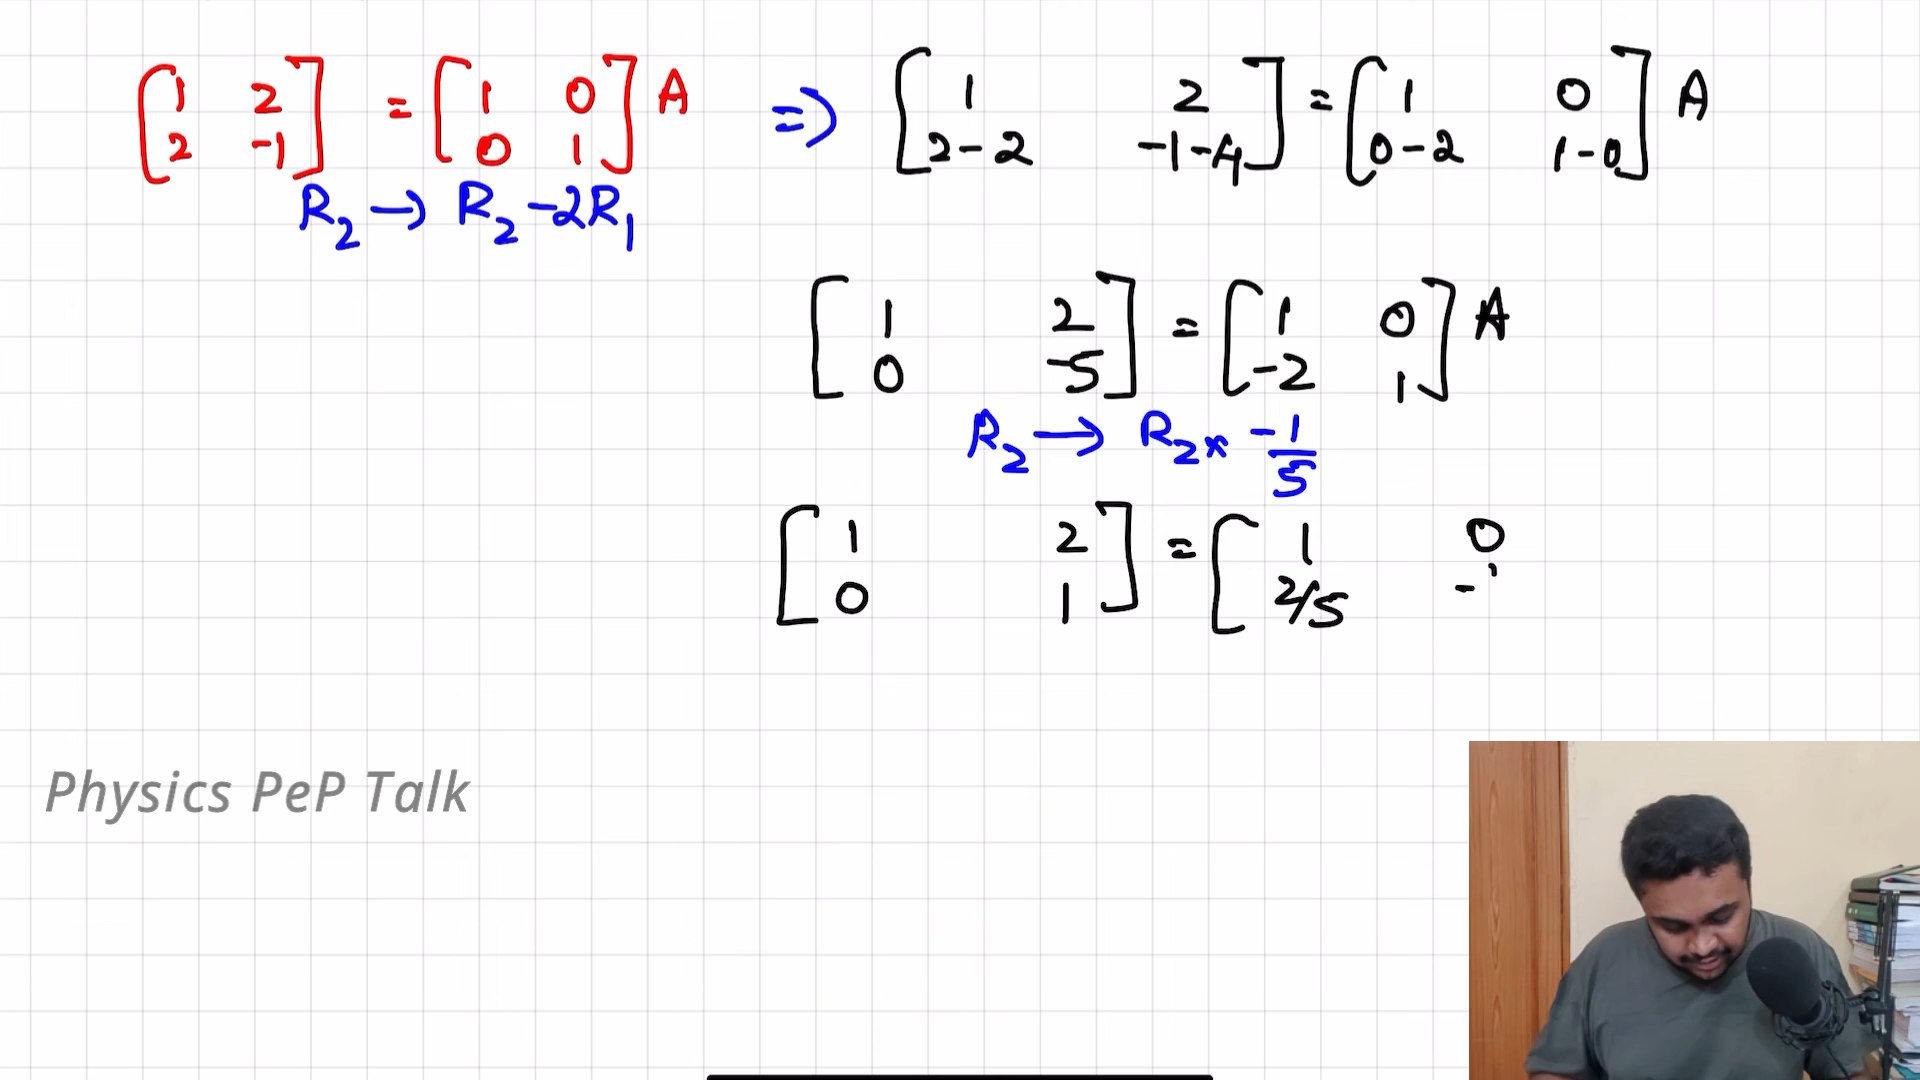 [1 2] = [1 0] A => [1 2] = [1 0] A
[2 -1] [0 1] [2-2 -1-4] [0-2 1-0]
R₂ → R₂ -2R₁
[1 2] = [1 0] A
[0 -5] [-2 1]
R₂ → R₂ × -1/5
[1 2] = [1 0
[0 1] [2/5 -
Physics PeP Talk